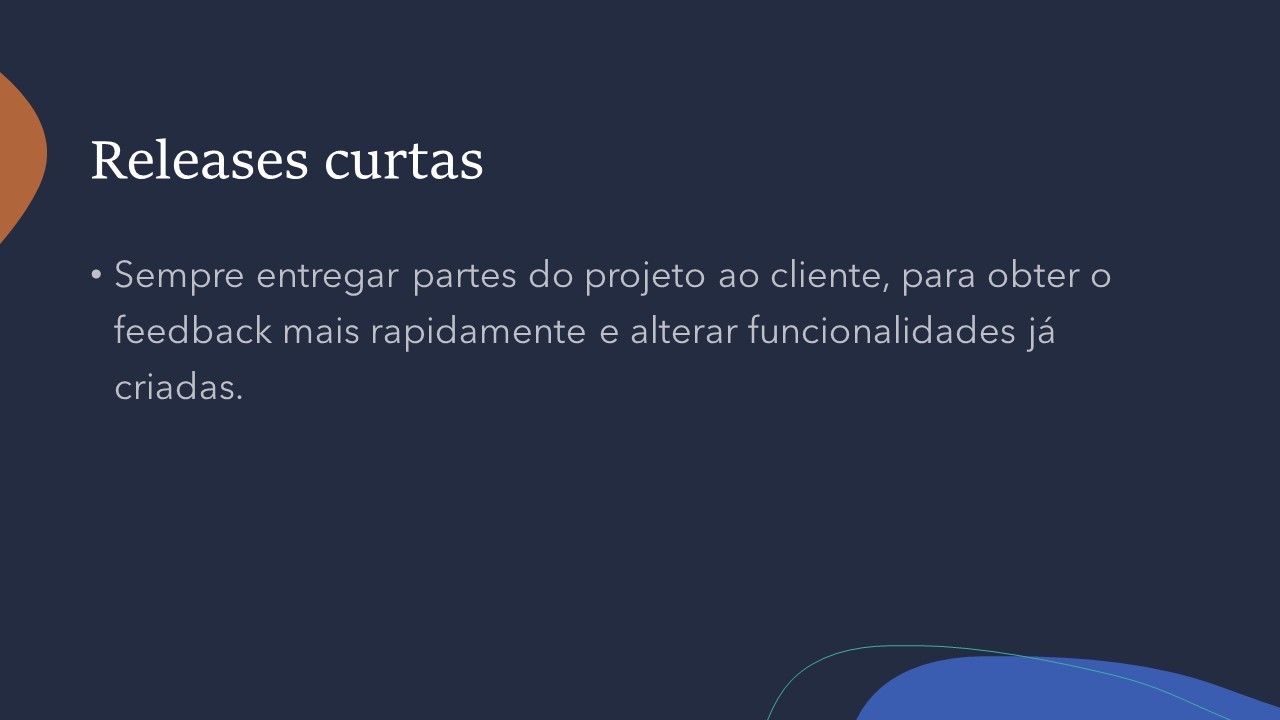 Releases curtas
• Sempre entregar partes do projeto ao cliente, para obter o
feedback mais rapidamente e alterar funcionalidades já
criadas.